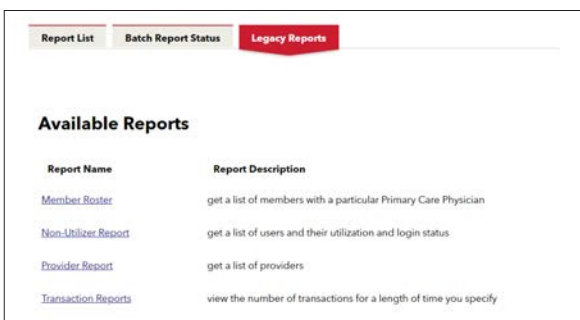 Report List Batch Report Status Legacy Reports
Available Reports
Report Name Report Description
Member Roster get a list of members with a particular Primary Care Physician
Non-Utilizer Report get a list of users and their utilization and login status
Provider Report get a list of providers
Transaction Reports view the number of transactions for a length of time you specify